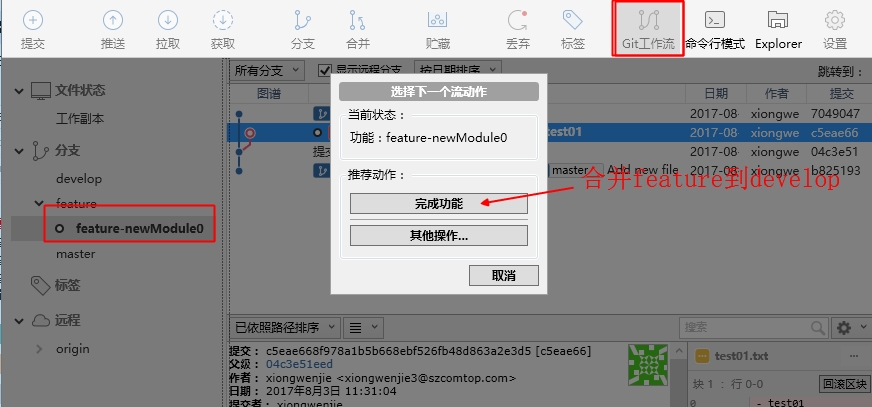 提交
推送
拉取
获取
分支
合并
贮藏
丢弃
标签
Git工作流
命令行模式
Explorer
设置
文件状态
工作副本
分支
develop
feature
feature-newModule0
master
标签
远程
origin
所有分支
显示远程分支
按日期排序
跳转到：
图谱
日期
作者
提交
2017-08- xiongwe 7049047
test01 2017-08- xiongwe c5eae66
提交 2017-08- xiongwe 04c3e51
master Add new file 2017-08- xiongwe b825193
选择下一个流动作
当前状态：
功能：feature-newModule0
推荐动作：
完成功能
其他操作...
取消
合并feature到develop
已依照路径排序
搜索
提交： c5eae668f978a1b5b668ebf526fb48d863a2e3d5 [c5eae66]
父级： 04c3e51eed
作者： xiongwenjie <xiongwenjie3@szcomtop.com>
日期： 2017年8月3日 11:31:04
提交者： xiongwenjie
test01.txt
块 1 ：行 0-0
回滚区块
0 - test01